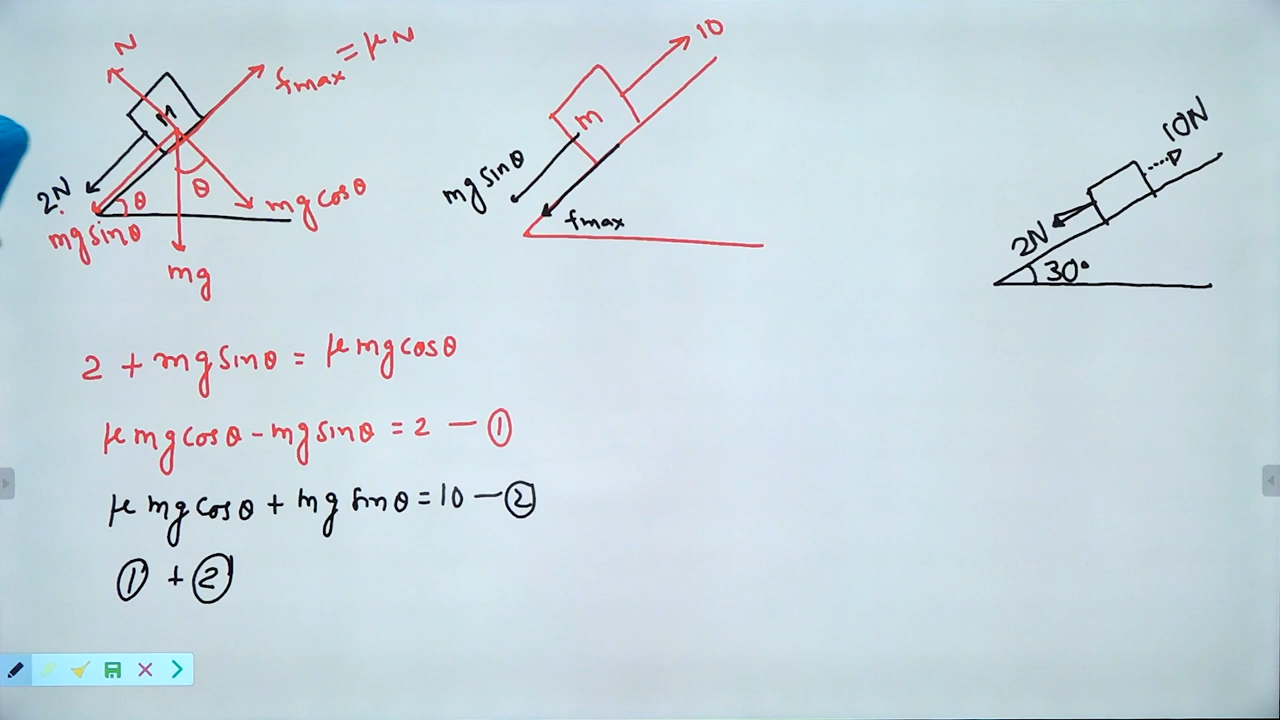 N
fmax = μN
M
2N
θ
θ
mg cosθ
mg sinθ
mg
10
m
mg sinθ
fmax
10N
2N
30°
2 + mg sinθ = μ mg cosθ
μ mg cosθ - mg sinθ = 2 — ①
μ mg cosθ + mg sinθ = 10 — ②
① + ②